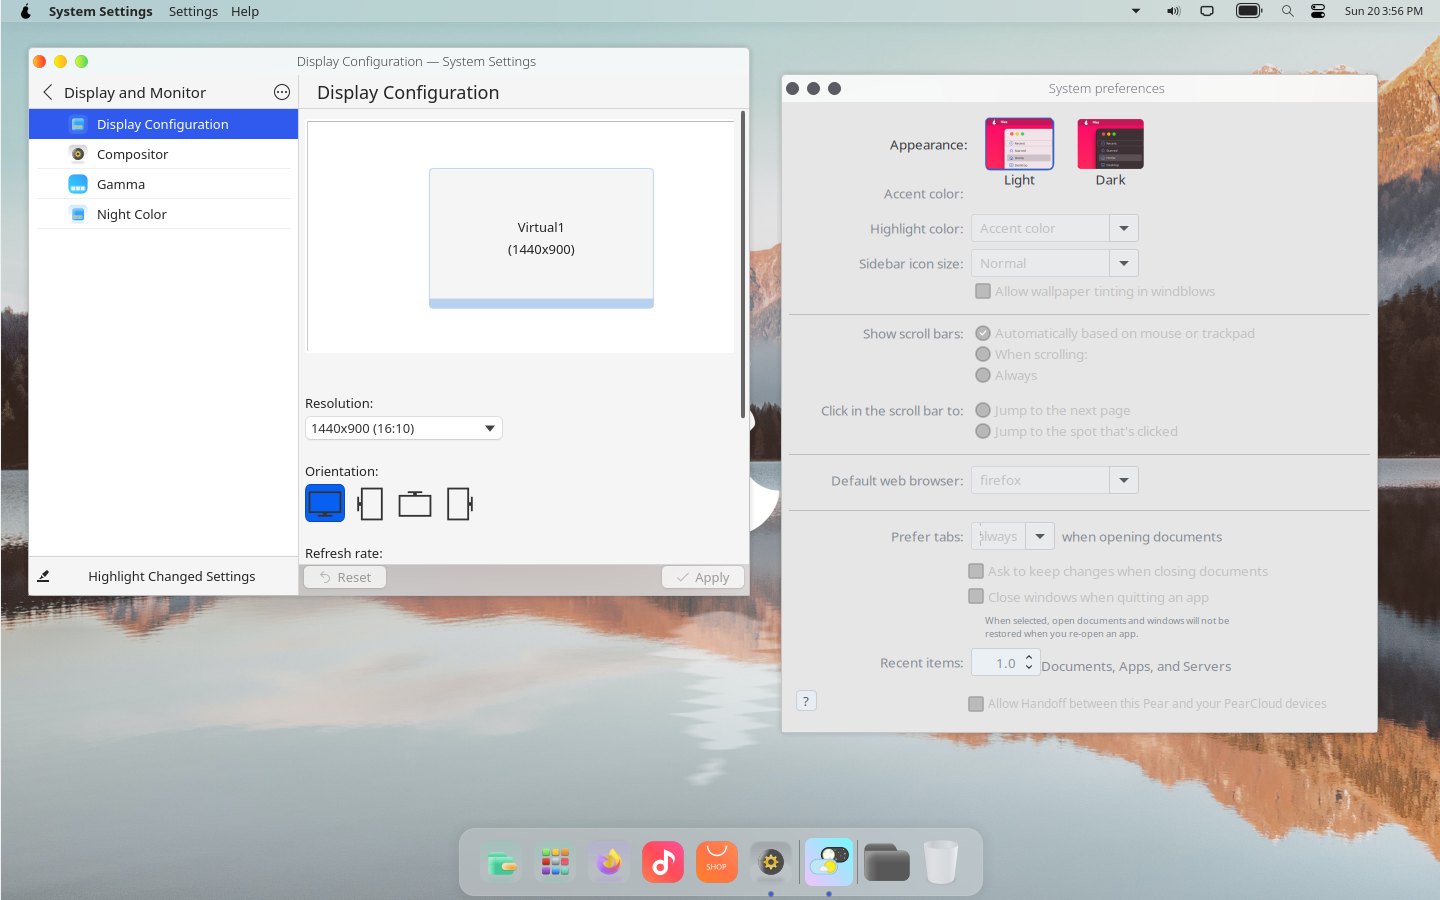 System Settings Settings Help
Sun 20 3:56 PM
Display Configuration — System Settings
Display and Monitor
Display Configuration
Display Configuration
Compositor
Gamma
Night Color
Virtual1
(1440x900)
Resolution:
1440x900 (16:10)
Orientation:
Refresh rate:
Highlight Changed Settings
Reset
Apply
System preferences
Appearance:
Light
Dark
Accent color:
Highlight color:
Accent color
Sidebar icon size:
Normal
Allow wallpaper tinting in windblows
Show scroll bars:
Automatically based on mouse or trackpad
When scrolling:
Always
Click in the scroll bar to:
Jump to the next page
Jump to the spot that's clicked
Default web browser:
firefox
Prefer tabs:
always
when opening documents
Ask to keep changes when closing documents
Close windows when quitting an app
When selected, open documents and windows will not be
restored when you re-open an app.
Recent items:
1.0
Documents, Apps, and Servers
?
Allow Handoff between this Pear and your PearCloud devices
SHOP